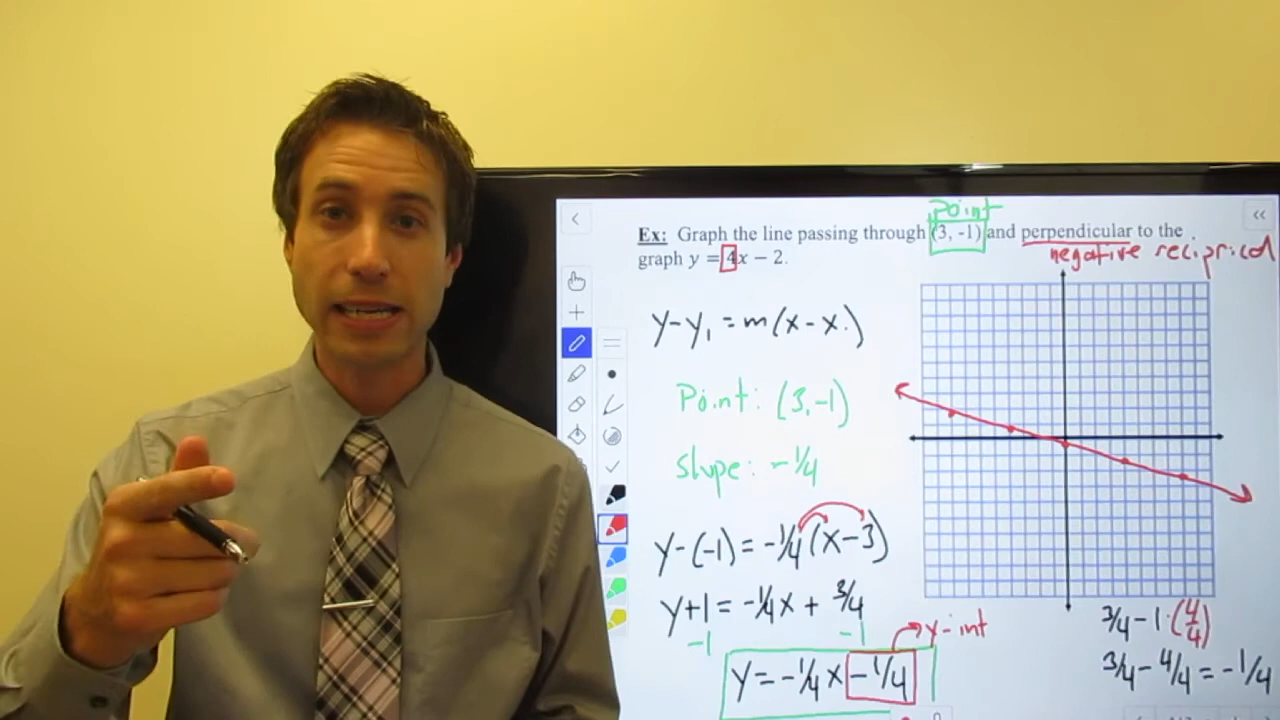 Point
Ex: Graph the line passing through (3, -1) and perpendicular to the
graph y = 4x − 2.
negative reciprical
y-y₁ = m(x-x₁)
Point: (3,-1)
Slope: -1/4
y-(-1) = -1/4(x-3)
y+1 = -1/4x + 3/4
-1 -1
y-int
y = -1/4x -1/4
3/4 - 1·(4/4)
3/4 - 4/4 = -1/4